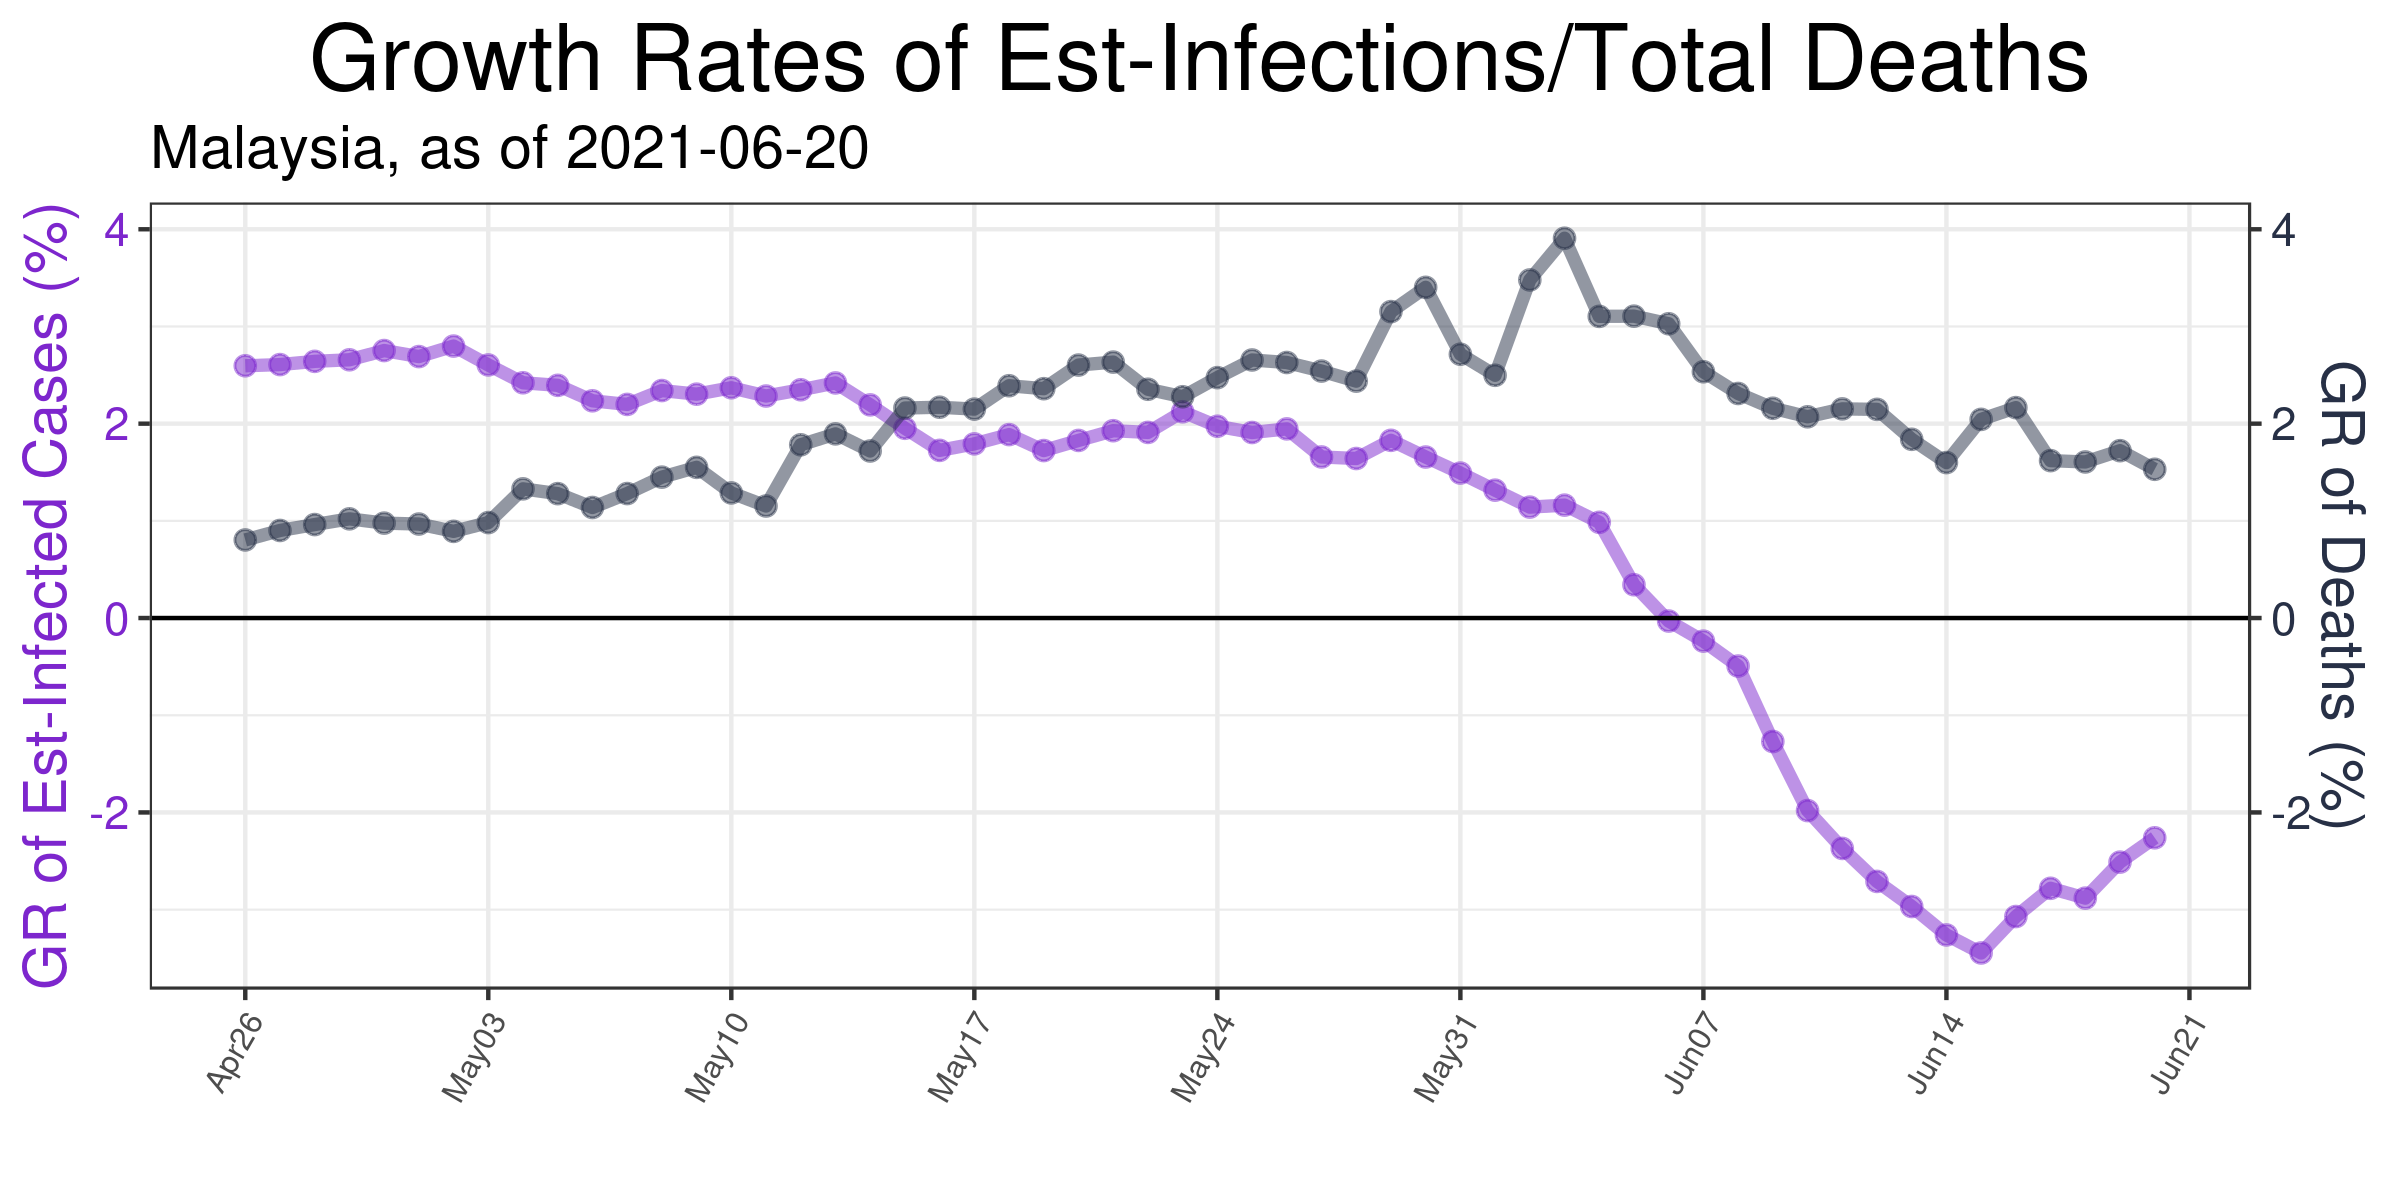 Growth Rates of Est-Infections/Total Deaths
Malaysia, as of 2021-06-20
GR of Est-Infected Cases (%)
4
2
0
-2
4
2
0
-2
GR of Deaths (%)
Apr26
May03
May10
May17
May24
May31
Jun07
Jun14
Jun21